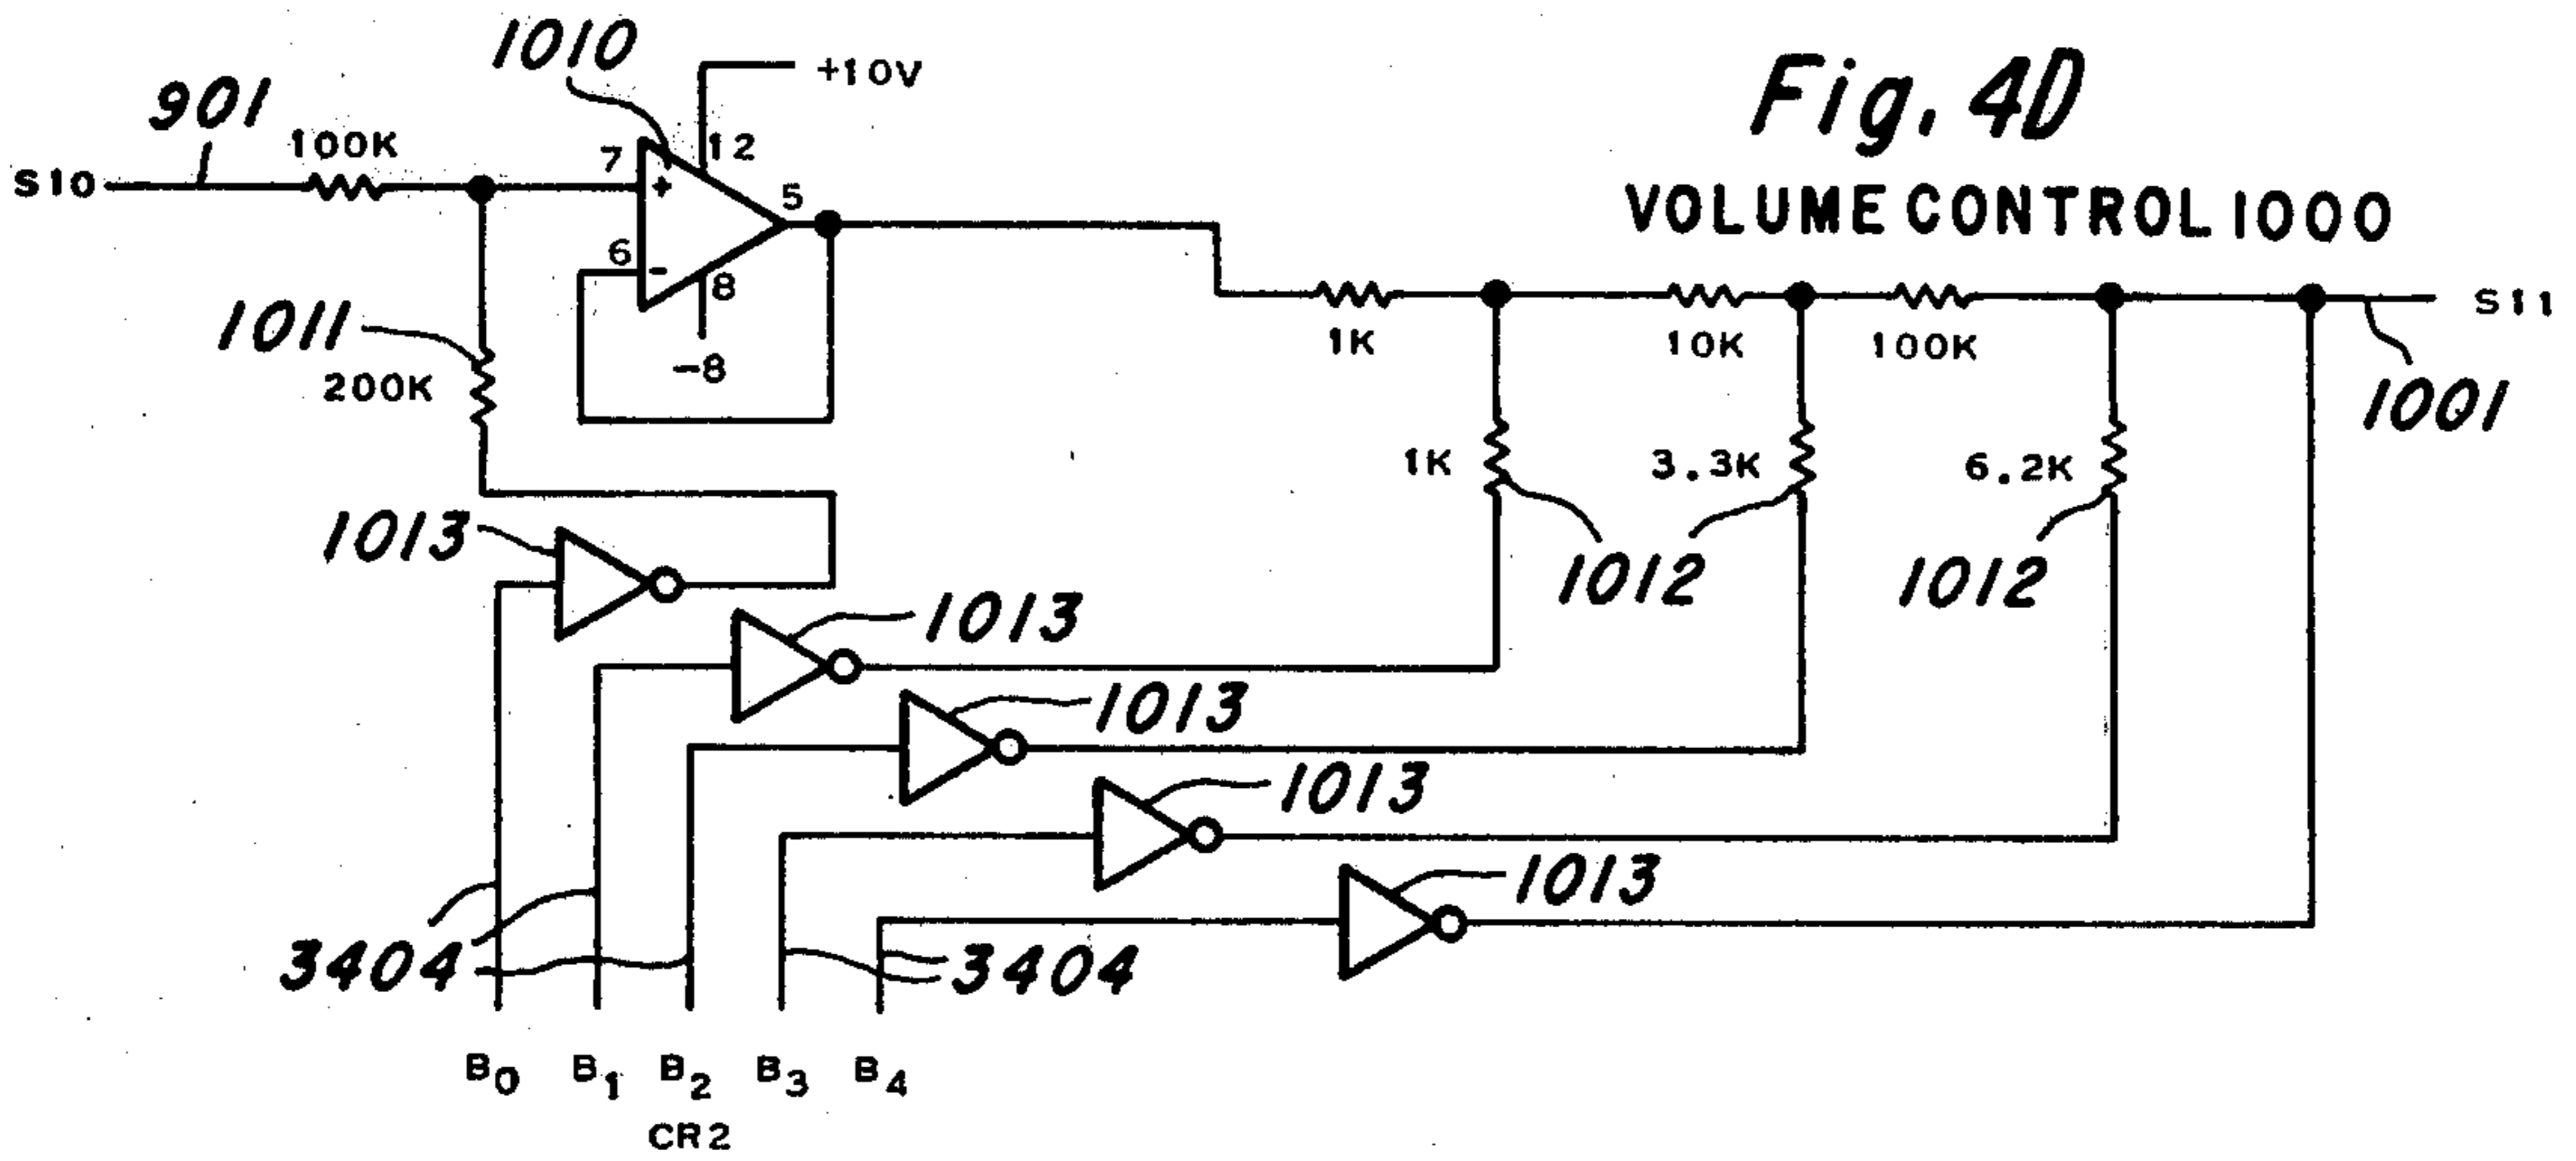 1010
+10V
Fig. 4D
901
100K
7
12
S10
+
5
VOLUME CONTROL 1000
6
-
8
S11
1011
200K
-8
1K
10K
100K
1001
1K
3.3K
6.2K
1013
1012
1012
1013
1013
1013
1013
3404
3404
B0
B1
B2
B3
B4
CR2